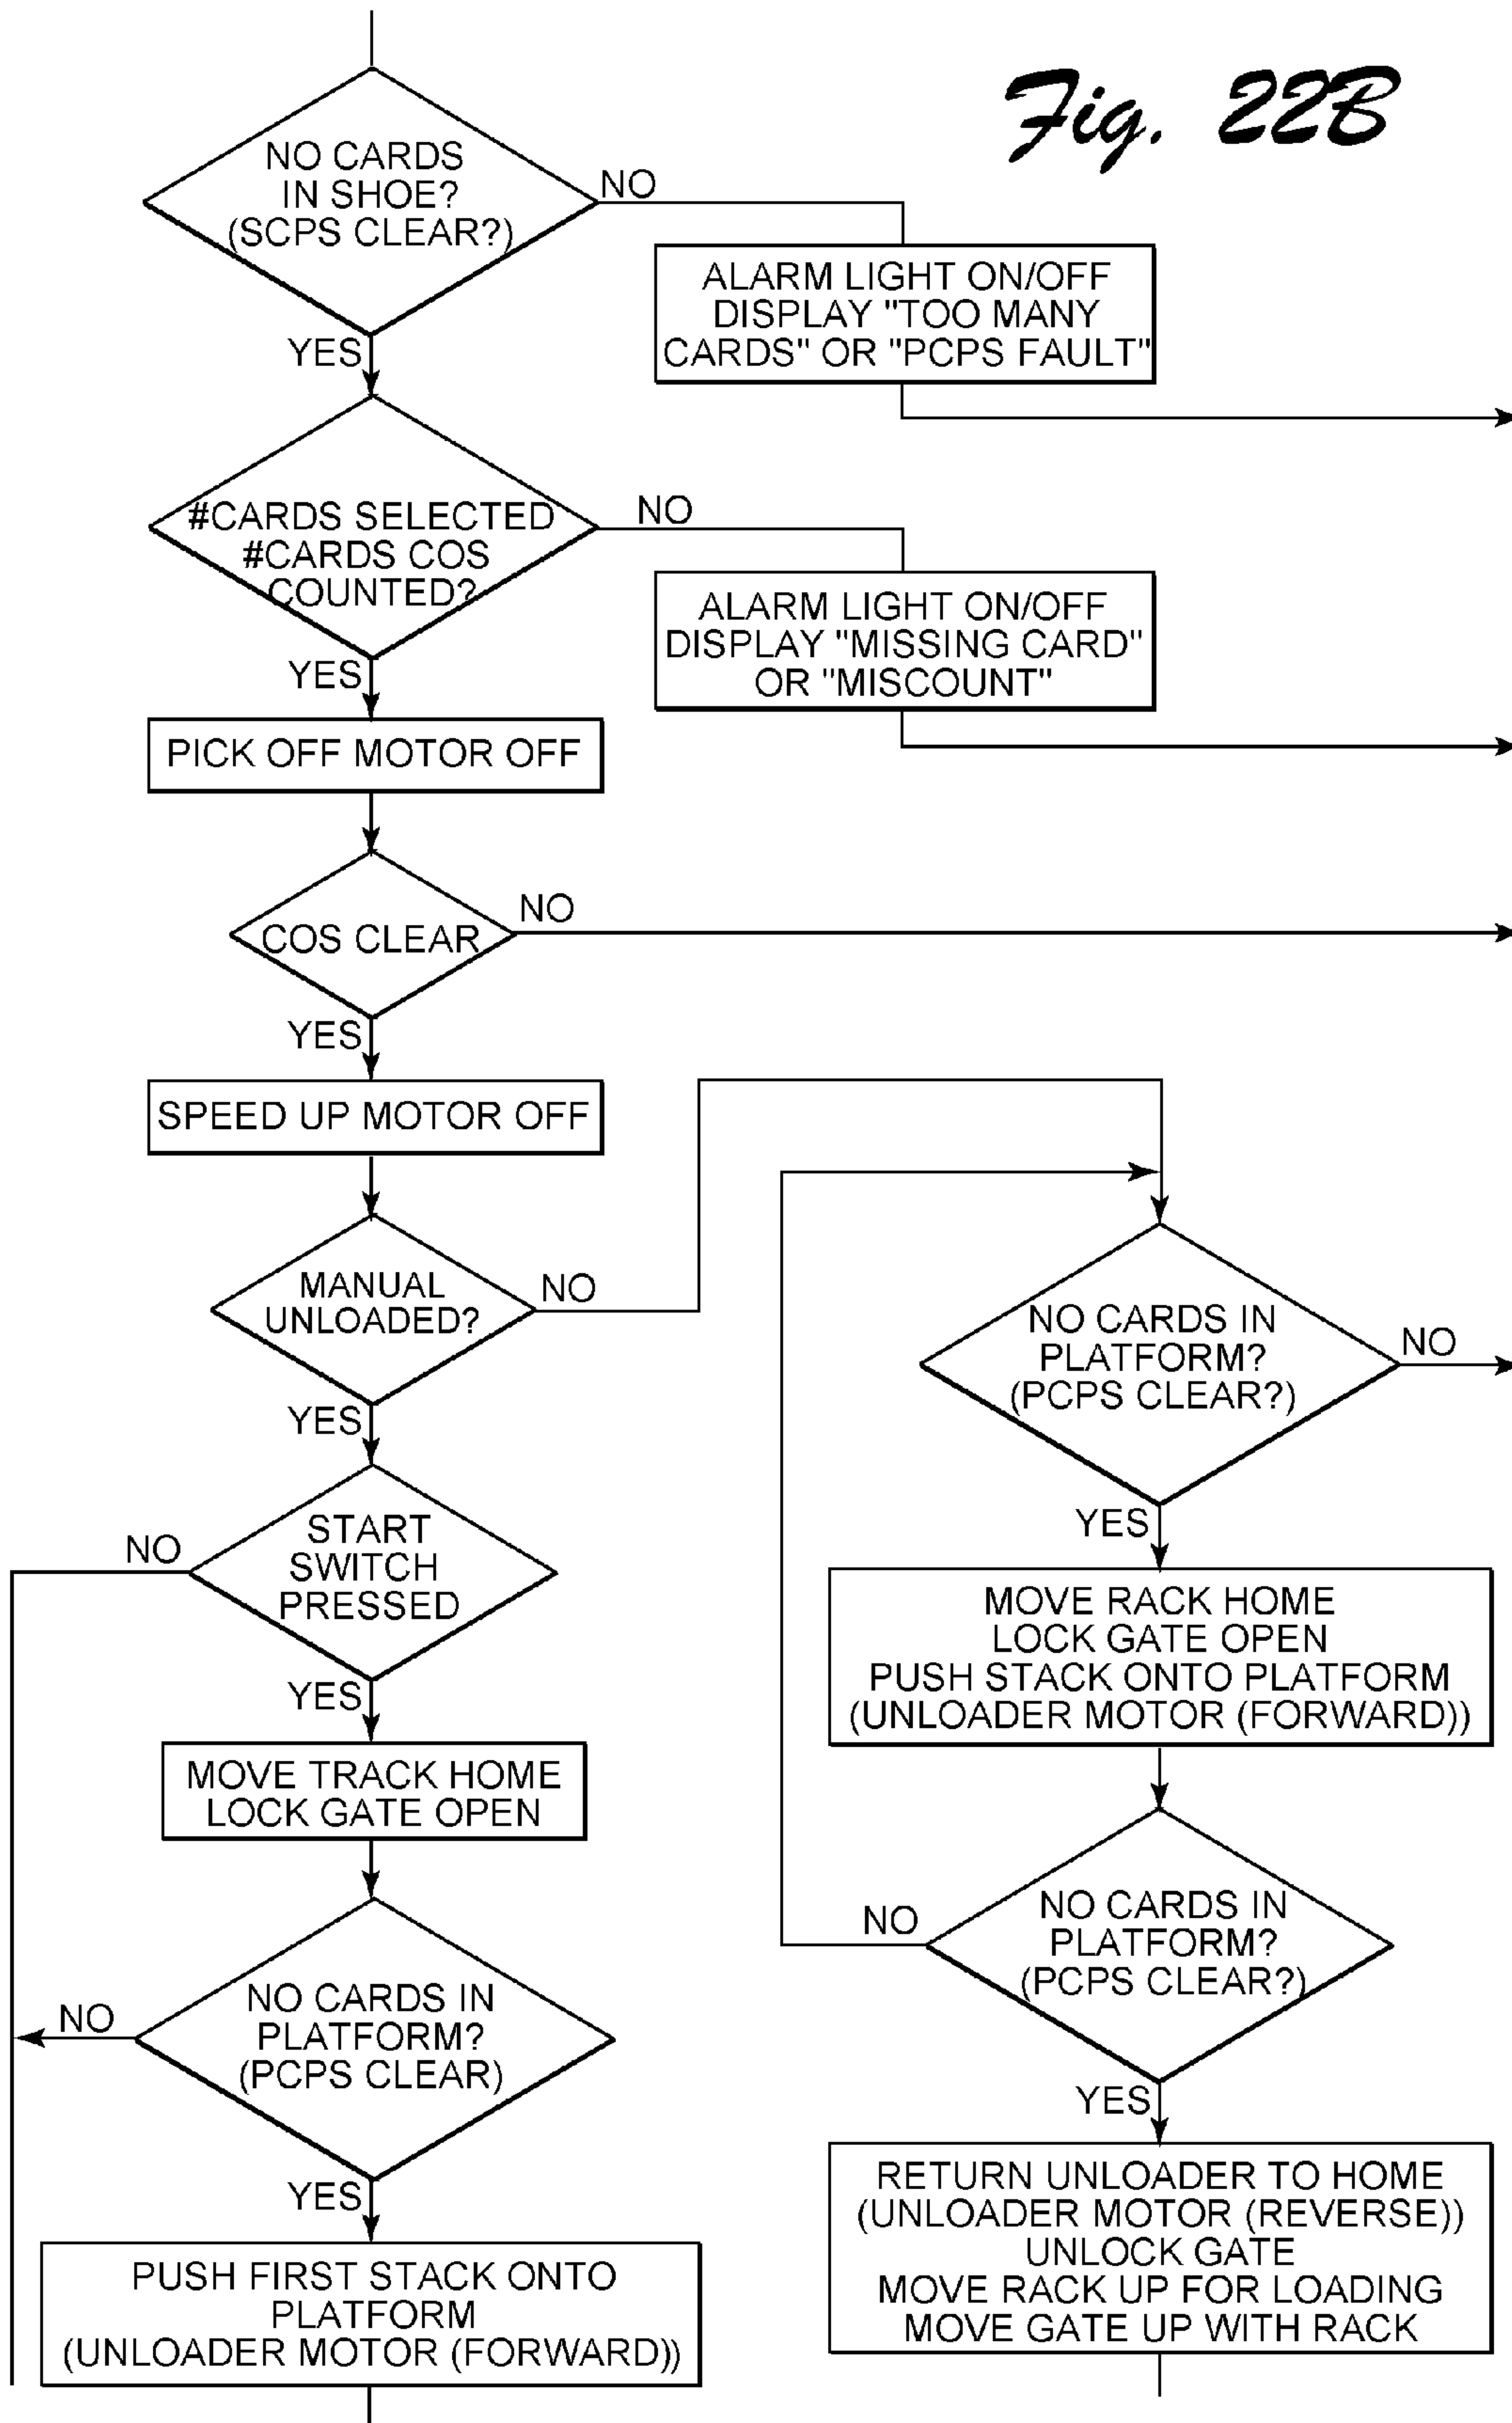 Fig. 22B
NO CARDS
IN SHOE?
(SCPS CLEAR?)
NO
ALARM LIGHT ON/OFF
DISPLAY "TOO MANY
CARDS" OR "PCPS FAULT"
YES
#CARDS SELECTED
#CARDS COS
COUNTED?
NO
ALARM LIGHT ON/OFF
DISPLAY "MISSING CARD"
OR "MISCOUNT"
YES
PICK OFF MOTOR OFF
COS CLEAR
NO
YES
SPEED UP MOTOR OFF
MANUAL
UNLOADED?
NO
YES
START
SWITCH
PRESSED
NO
YES
MOVE TRACK HOME
LOCK GATE OPEN
NO CARDS IN
PLATFORM?
(PCPS CLEAR)
NO
YES
PUSH FIRST STACK ONTO
PLATFORM
(UNLOADER MOTOR (FORWARD))
NO CARDS IN
PLATFORM?
(PCPS CLEAR?)
NO
YES
MOVE RACK HOME
LOCK GATE OPEN
PUSH STACK ONTO PLATFORM
(UNLOADER MOTOR (FORWARD))
NO CARDS IN
PLATFORM?
(PCPS CLEAR?)
NO
YES
RETURN UNLOADER TO HOME
(UNLOADER MOTOR (REVERSE))
UNLOCK GATE
MOVE RACK UP FOR LOADING
MOVE GATE UP WITH RACK